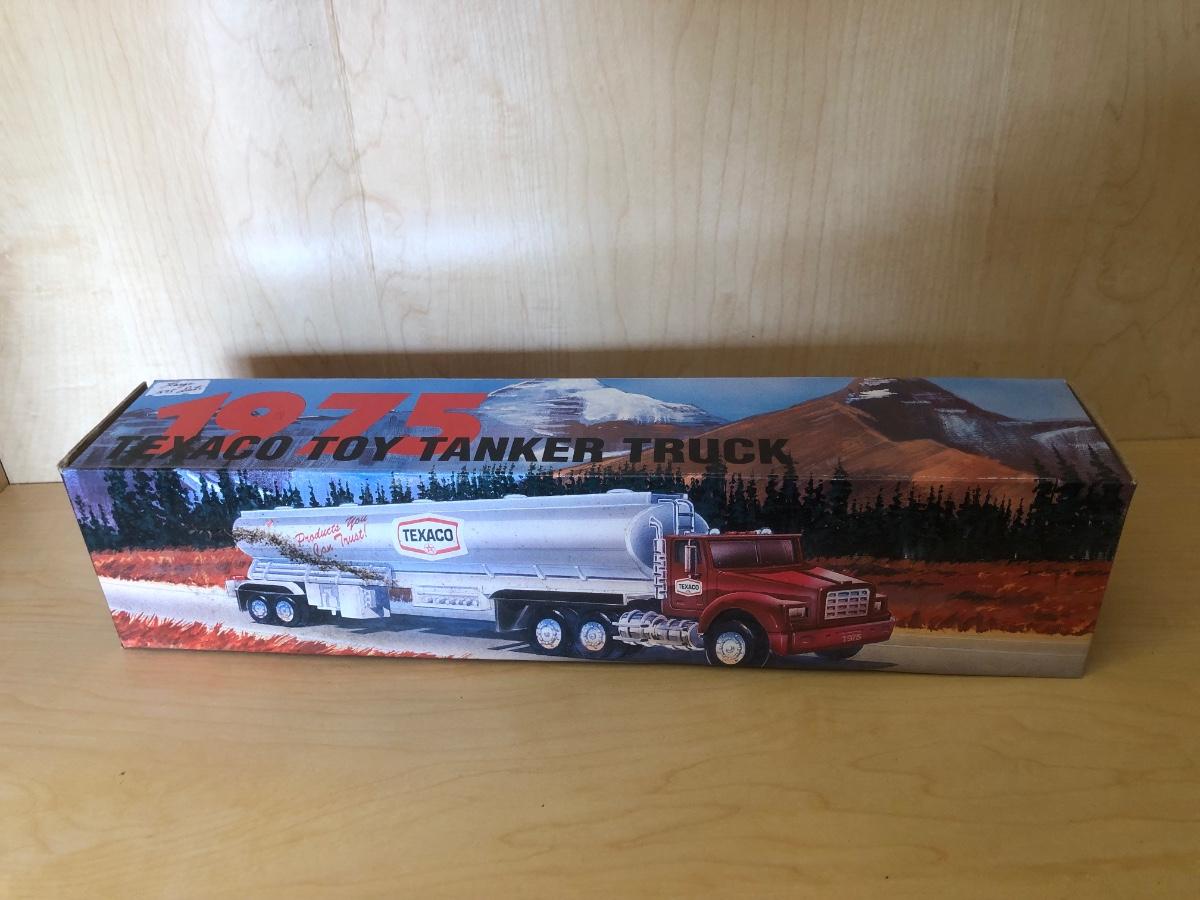 1975
TEXACO TOY TANKER TRUCK
Products You
Can Trust!
TEXACO
TEXACO
1975